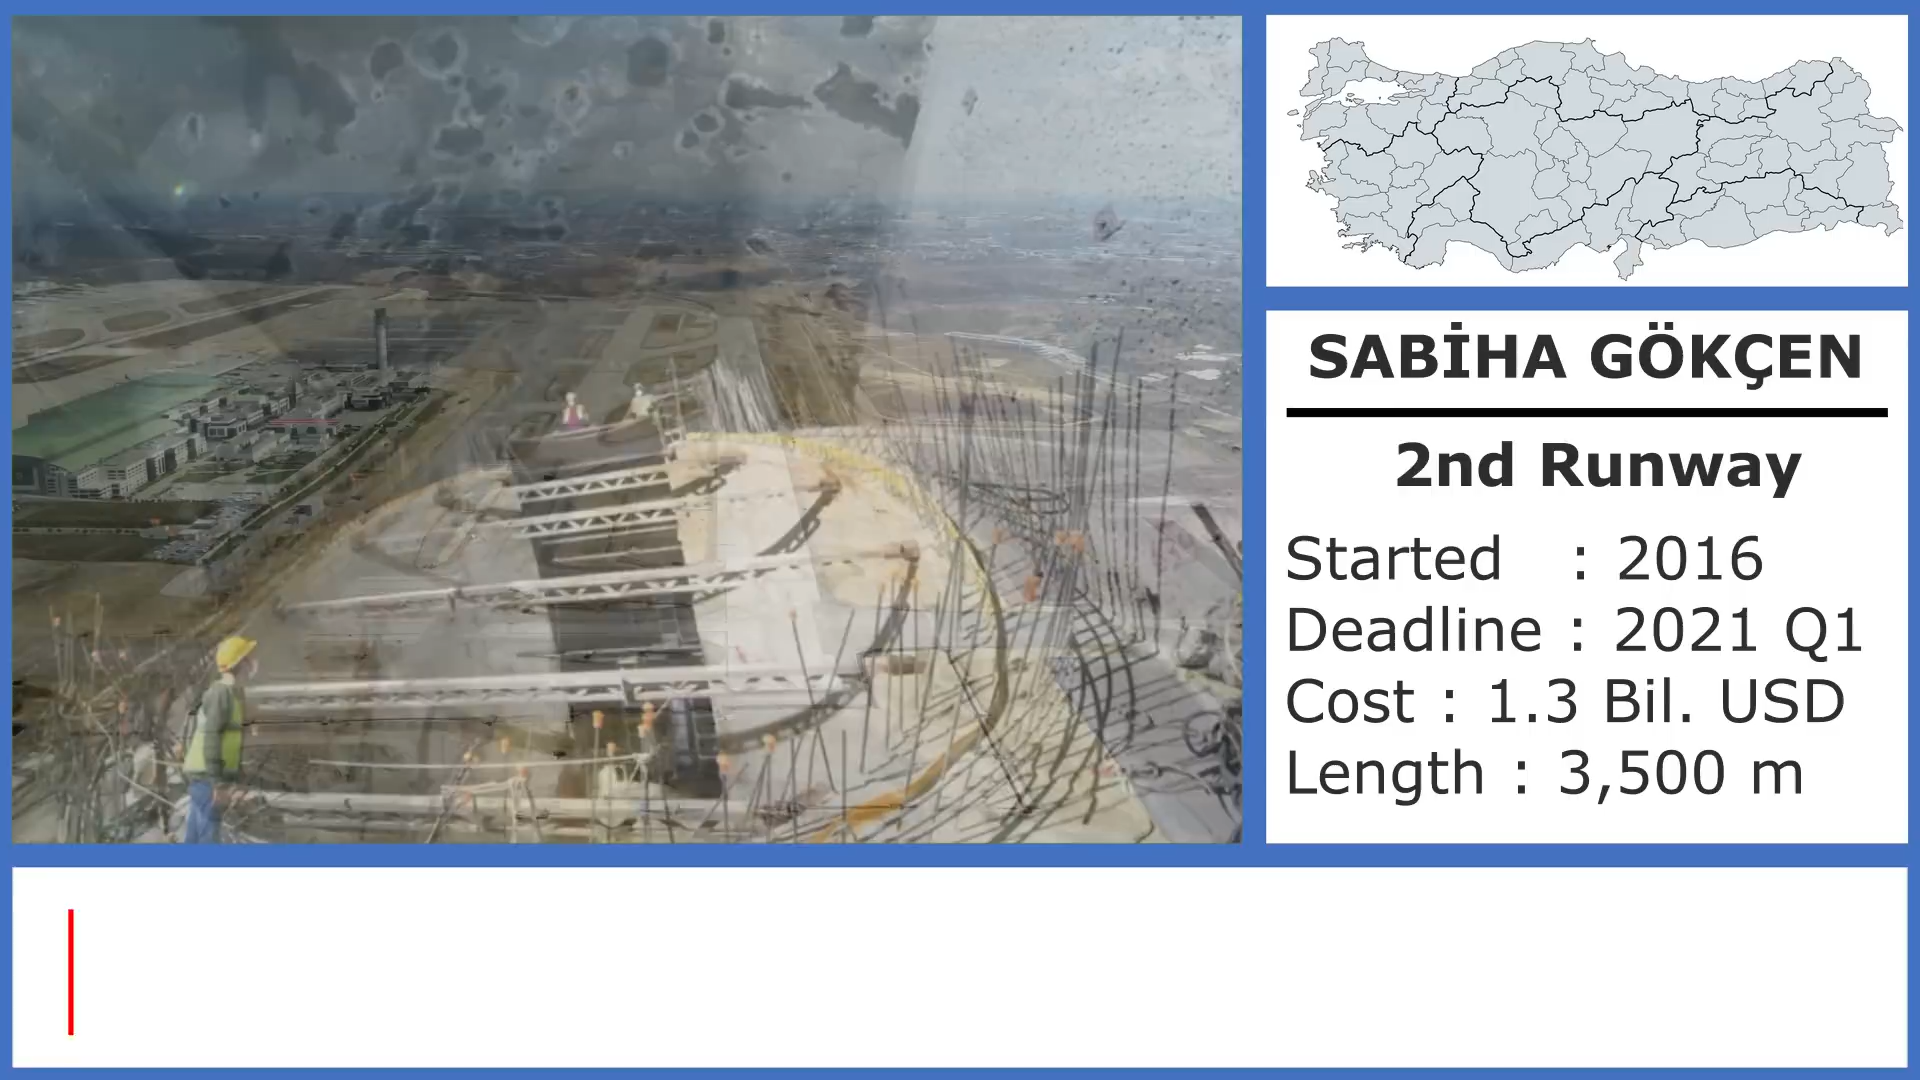 SABİHA GÖKÇEN
2nd Runway
Started : 2016
Deadline : 2021 Q1
Cost : 1.3 Bil. USD
Length : 3,500 m